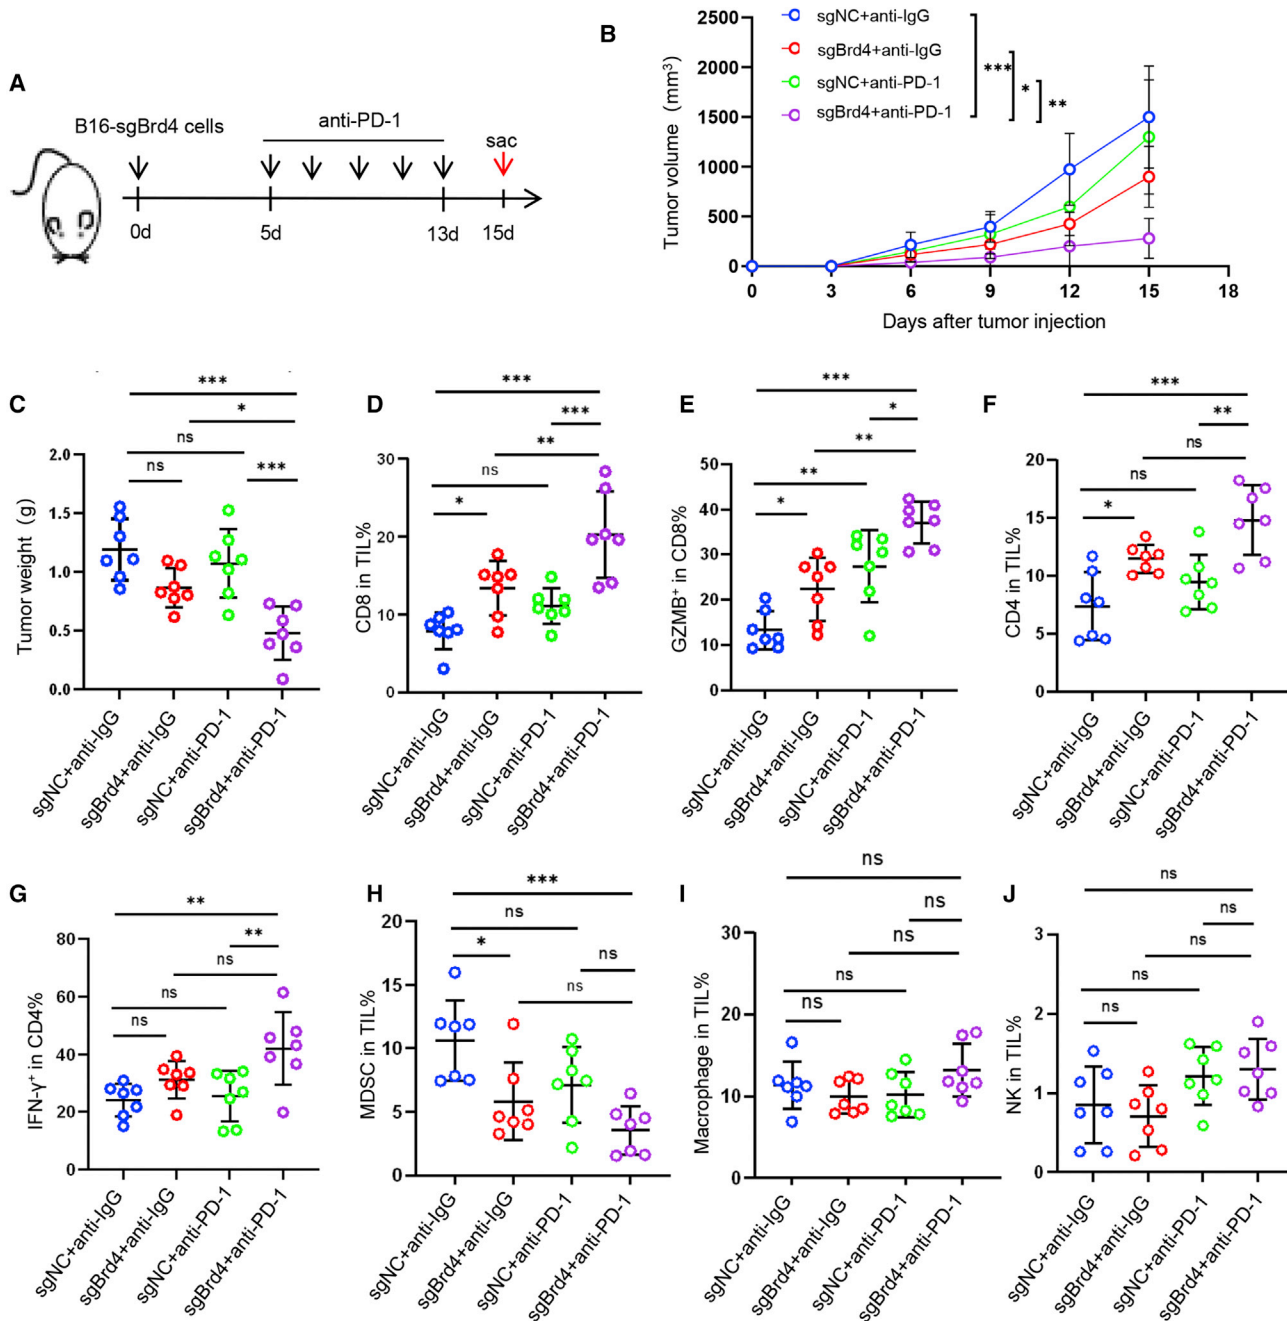 A
B16-sgBrd4 cells
anti-PD-1
sac
0d
5d
13d
15d
B
Tumor volume (mm³)
2500
2000
1500
1000
500
0
0 3 6 9 12 15 18
Days after tumor injection
sgNC+anti-IgG
sgBrd4+anti-IgG
sgNC+anti-PD-1
sgBrd4+anti-PD-1
***
*
**
C
***
*
ns
ns
***
Tumor weight (g)
2.0
1.5
1.0
0.5
0.0
sgNC+anti-IgG
sgBrd4+anti-IgG
sgNC+anti-PD-1
sgBrd4+anti-PD-1
D
***
***
**
ns
*
CD8 in TIL%
30
20
10
0
sgNC+anti-IgG
sgBrd4+anti-IgG
sgNC+anti-PD-1
sgBrd4+anti-PD-1
E
***
*
**
**
*
GZMB⁺ in CD8%
50
40
30
20
10
0
sgNC+anti-IgG
sgBrd4+anti-IgG
sgNC+anti-PD-1
sgBrd4+anti-PD-1
F
***
**
ns
ns
*
CD4 in TIL%
20
15
10
5
0
sgNC+anti-IgG
sgBrd4+anti-IgG
sgNC+anti-PD-1
sgBrd4+anti-PD-1
G
**
**
ns
ns
ns
IFN-γ⁺ in CD4%
80
60
40
20
0
sgNC+anti-IgG
sgBrd4+anti-IgG
sgNC+anti-PD-1
sgBrd4+anti-PD-1
H
***
ns
*
ns
ns
MDSC in TIL%
20
15
10
5
0
sgNC+anti-IgG
sgBrd4+anti-IgG
sgNC+anti-PD-1
sgBrd4+anti-PD-1
I
ns
ns
ns
ns
ns
Macrophage in TIL%
30
20
10
0
sgNC+anti-IgG
sgBrd4+anti-IgG
sgNC+anti-PD-1
sgBrd4+anti-PD-1
J
ns
ns
ns
ns
ns
NK in TIL%
3
2
1
0
sgNC+anti-IgG
sgBrd4+anti-IgG
sgNC+anti-PD-1
sgBrd4+anti-PD-1